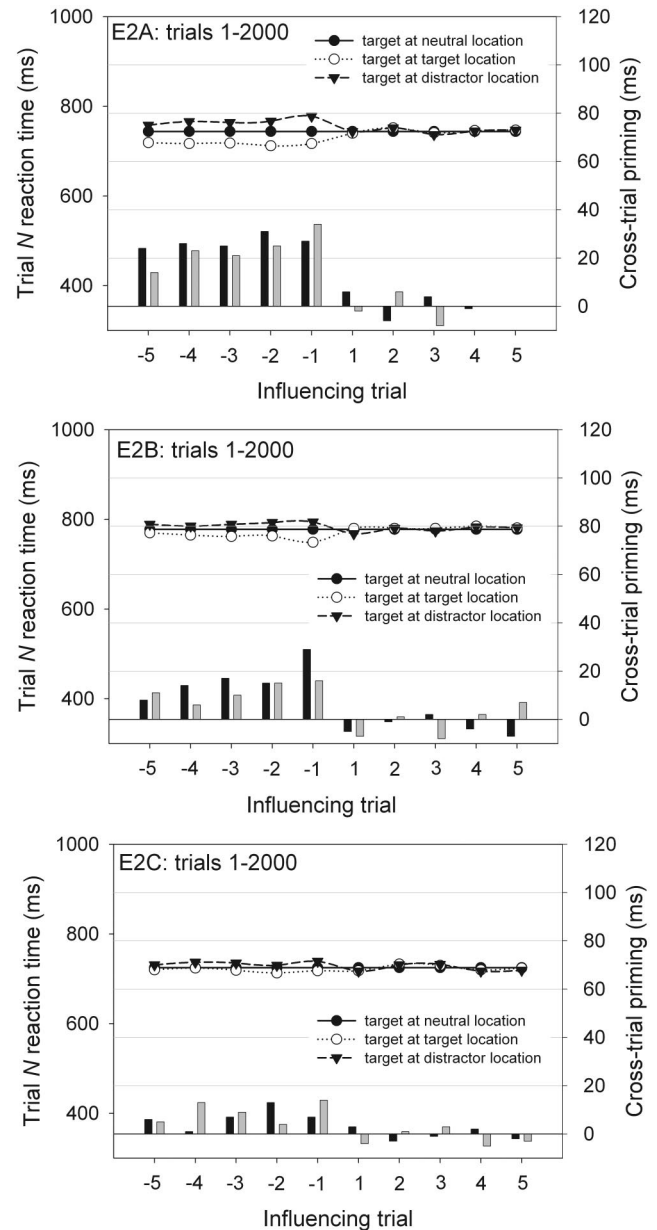 E2A: trials 1-2000
target at neutral location
target at target location
target at distractor location
1000
800
600
400
Trial N reaction time (ms)
120
100
80
60
40
20
0
Cross-trial priming (ms)
-5 -4 -3 -2 -1 1 2 3 4 5
Influencing trial
E2B: trials 1-2000
target at neutral location
target at target location
target at distractor location
1000
800
600
400
Trial N reaction time (ms)
120
100
80
60
40
20
0
Cross-trial priming (ms)
-5 -4 -3 -2 -1 1 2 3 4 5
Influencing trial
E2C: trials 1-2000
target at neutral location
target at target location
target at distractor location
1000
800
600
400
Trial N reaction time (ms)
120
100
80
60
40
20
0
Cross-trial priming (ms)
-5 -4 -3 -2 -1 1 2 3 4 5
Influencing trial